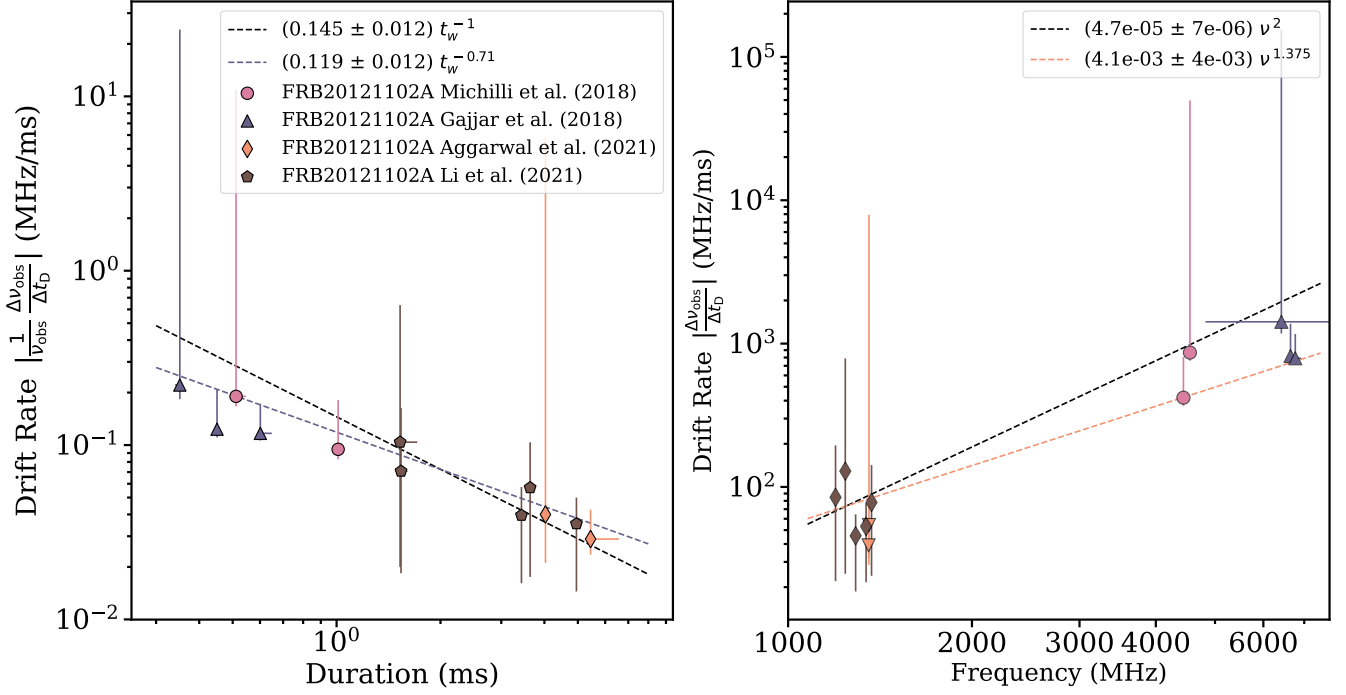 (0.145 ± 0.012) t_w^−1
(0.119 ± 0.012) t_w^−0.71
FRB20121102A Michilli et al. (2018)
FRB20121102A Gajjar et al. (2018)
FRB20121102A Aggarwal et al. (2021)
FRB20121102A Li et al. (2021)
10^1
10^0
10^−1
10^−2
Drift Rate |1/ν_obs Δν_obs/Δt_D| (MHz/ms)
10^0
Duration (ms)
(4.7e-05 ± 7e-06) ν^2
(4.1e-03 ± 4e-03) ν^1.375
10^5
10^4
10^3
10^2
Drift Rate |Δν_obs/Δt_D| (MHz/ms)
1000 2000 3000 4000 6000
Frequency (MHz)